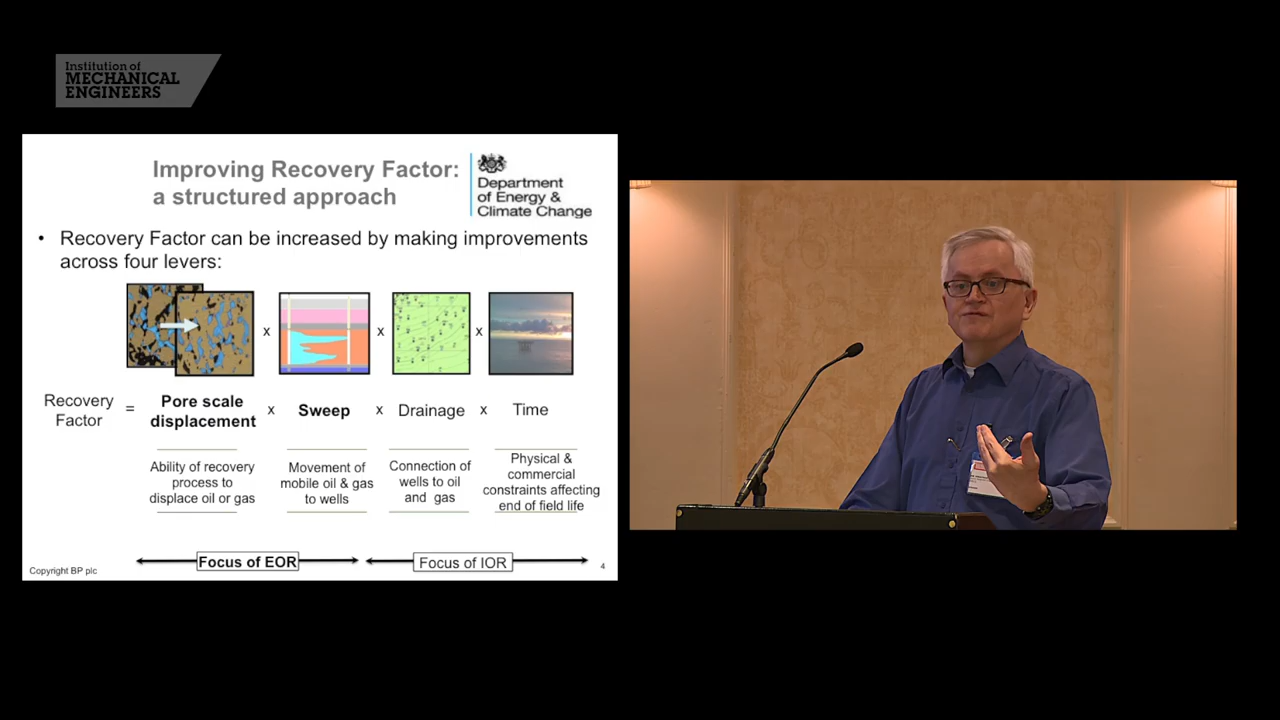 Institution of
MECHANICAL
ENGINEERS
Improving Recovery Factor:
a structured approach
Department
of Energy &
Climate Change
• Recovery Factor can be increased by making improvements
across four levers:
x x x
Recovery
Factor
=
Pore scale
displacement
x
Sweep
x
Drainage
x
Time
Ability of recovery
process to
displace oil or gas
Movement of
mobile oil & gas
to wells
Connection of
wells to oil
and gas
Physical &
commercial
constraints affecting
end of field life
Focus of EOR
Focus of IOR
Copyright BP plc
4